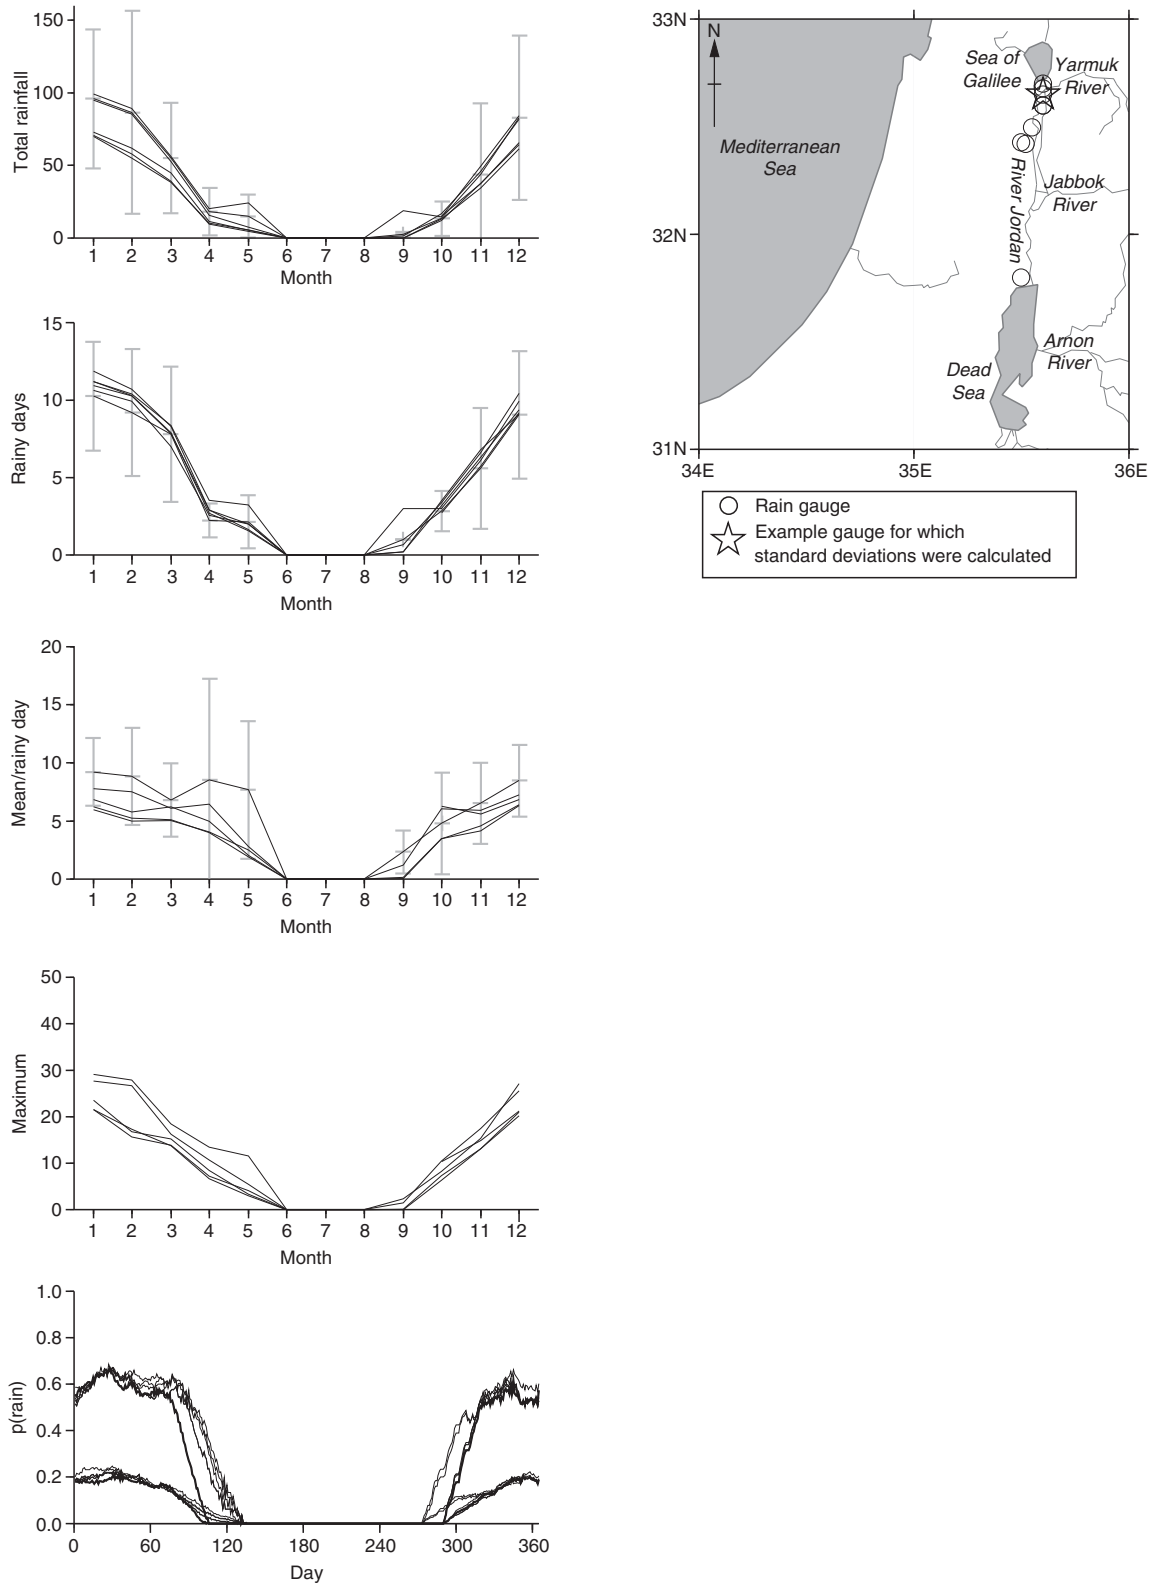 150
100
50
0
Total rainfall
1 2 3 4 5 6 7 8 9 10 11 12
Month
15
10
5
0
Rainy days
1 2 3 4 5 6 7 8 9 10 11 12
Month
20
15
10
5
0
Mean/rainy day
1 2 3 4 5 6 7 8 9 10 11 12
Month
50
40
30
20
10
0
Maximum
1 2 3 4 5 6 7 8 9 10 11 12
Month
1.0
0.8
0.6
0.4
0.2
0.0
p(rain)
0 60 120 180 240 300 360
Day
33N
32N
31N
34E 35E 36E
N
Mediterranean
Sea
Sea of
Galilee
Yarmuk
River
River Jordan
Jabbok
River
Dead
Sea
Arnon
River
Rain gauge
Example gauge for which
standard deviations were calculated